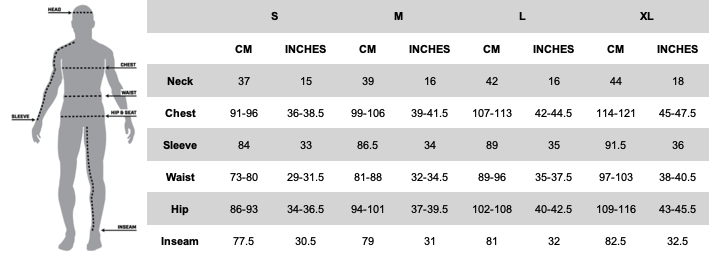 HEAD
CHEST
WAIST
HIP & SEAT
SLEEVE
INSEAM
S M L XL
CM INCHES CM INCHES CM INCHES CM INCHES
Neck 37 15 39 16 42 16 44 18
Chest 91-96 36-38.5 99-106 39-41.5 107-113 42-44.5 114-121 45-47.5
Sleeve 84 33 86.5 34 89 35 91.5 36
Waist 73-80 29-31.5 81-88 32-34.5 89-96 35-37.5 97-103 38-40.5
Hip 86-93 34-36.5 94-101 37-39.5 102-108 40-42.5 109-116 43-45.5
Inseam 77.5 30.5 79 31 81 32 82.5 32.5